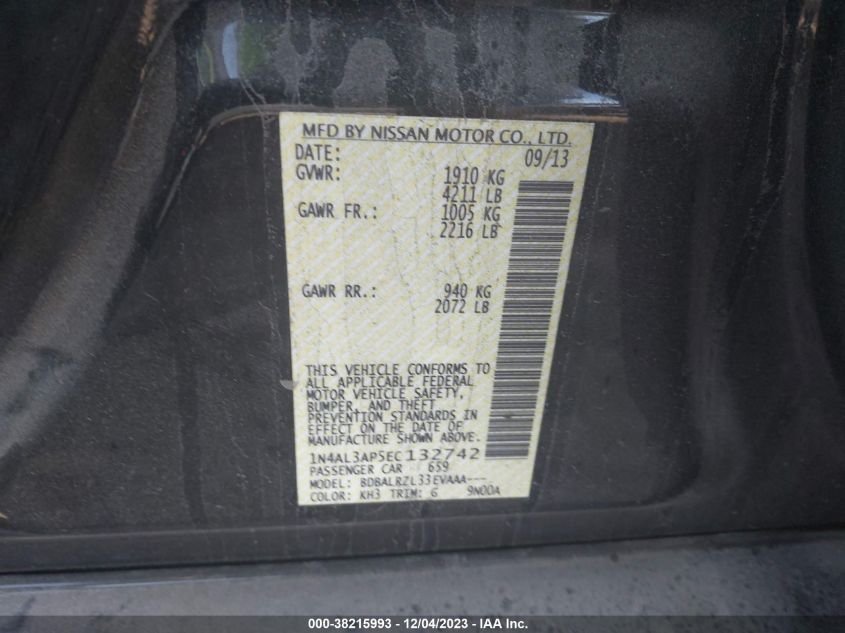 MFD BY NISSAN MOTOR CO., LTD.
DATE: 09/13
GVWR: 1910 KG
4211 LB
GAWR FR.: 1005 KG
2216 LB
GAWR RR.: 940 KG
2072 LB
THIS VEHICLE CONFORMS TO
ALL APPLICABLE FEDERAL
MOTOR VEHICLE SAFETY,
BUMPER, AND THEFT
PREVENTION STANDARDS IN
EFFECT ON THE DATE OF
MANUFACTURE SHOWN ABOVE.
1N4AL3AP5EC132742
PASSENGER CAR 659
MODEL: BDBALRZL33EVAAA---
COLOR: KH3 TRIM: G 9N00A
000-38215993 - 12/04/2023 - IAA Inc.